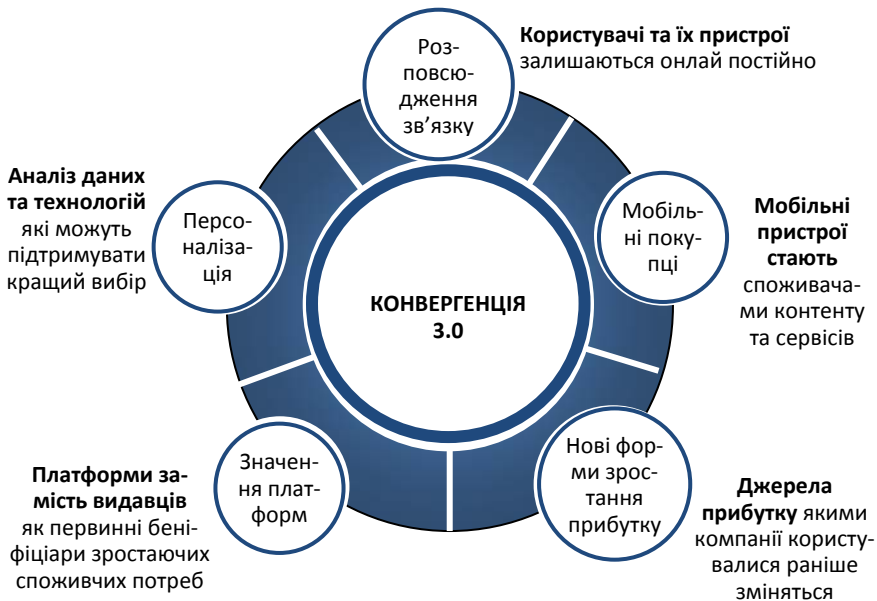 Роз-
повсю-
дження
зв’язку
Користувачі та їх пристрої
залишаються онлай постійно
Мобіль-
ні поку-
пці
Мобільні
пристрої
стають
споживача-
ми контенту
та сервісів
Нові фор-
ми зрос-
тання
прибутку
Джерела
прибутку якими
компанії користу-
валися раніше
зміняться
Значен-
ня плат-
форм
Платформи за-
мість видавців
як первинні бені-
фіціари зростаючих
споживчих потреб
Персо-
наліза-
ція
Аналіз даних
та технологій
які можуть
підтримувати
кращий вибір
КОНВЕРГЕНЦІЯ
3.0